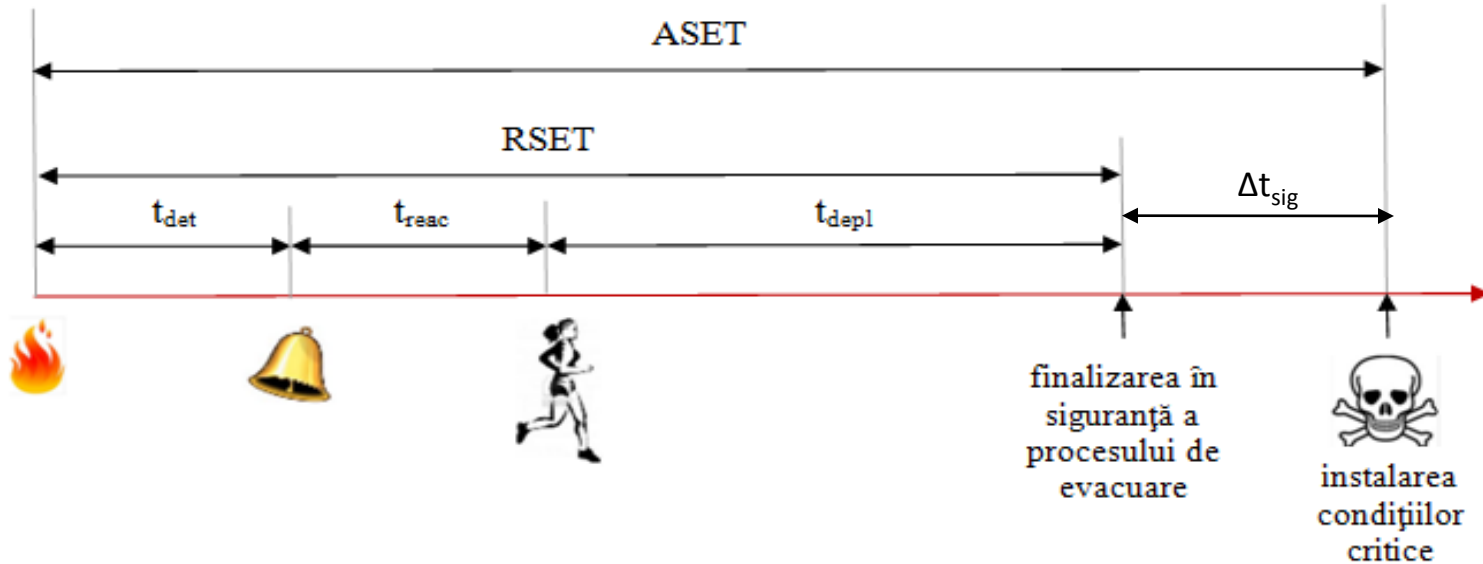 ASET
RSET
Δt_sig
t_det
t_reac
t_depl
finalizarea în
siguranţă a
procesului de
evacuare
instalarea
condiţiilor
critice